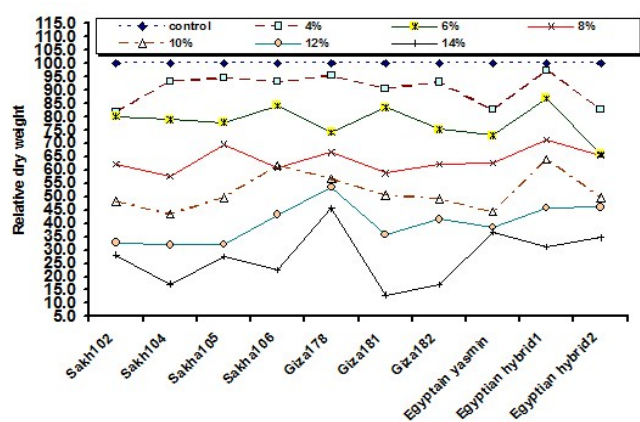 control 4% 6% 8%
10% 12% 14%
115.0
110.0
105.0
100.0
95.0
90.0
85.0
80.0
75.0
70.0
65.0
60.0
55.0
50.0
45.0
40.0
35.0
30.0
25.0
20.0
15.0
10.0
5.0
Relative dry weight
Sakh102
Sakh104
Sakha105
Sakha106
Giza178
Giza181
Giza182
Egyptain yasmin
Egyptian hybrid1
Egyptian hybrid2